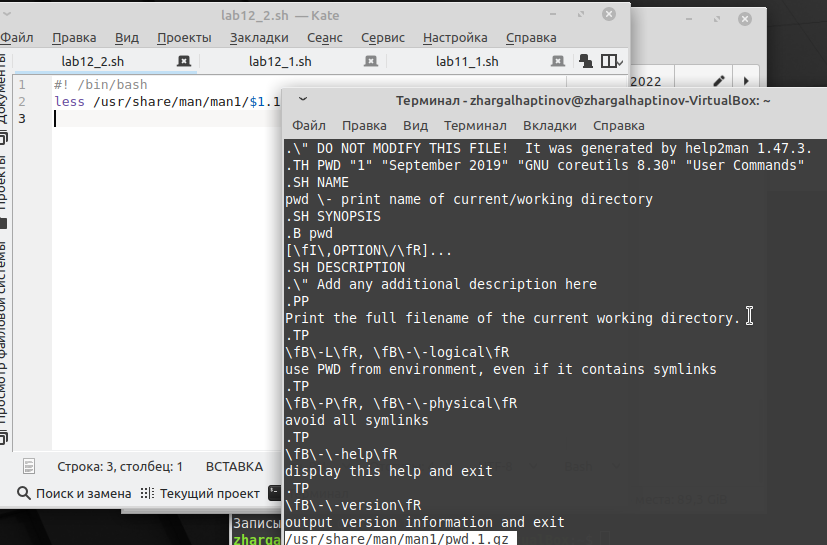 lab12_2.sh — Kate
Файл Правка Вид Проекты Закладки Сеанс Сервис Настройка Справка
lab12_2.sh lab12_1.sh lab11_1.sh
Документы
Проекты
Просмотр файловой системы
1 #! /bin/bash
2 less /usr/share/man/man1/$1.1
3
Строка: 3, столбец: 1 ВСТАВКА
Поиск и замена Текущий проект
2022
Терминал - zhargalhaptinov@zhargalhaptinov-VirtualBox: ~
Файл Правка Вид Терминал Вкладки Справка
.\" DO NOT MODIFY THIS FILE!  It was generated by help2man 1.47.3.
.TH PWD "1" "September 2019" "GNU coreutils 8.30" "User Commands"
.SH NAME
pwd \- print name of current/working directory
.SH SYNOPSIS
.B pwd
[\fI\,OPTION\/\fR]...
.SH DESCRIPTION
.\" Add any additional description here
.PP
Print the full filename of the current working directory.
.TP
\fB\-L\fR, \fB\-\-logical\fR
use PWD from environment, even if it contains symlinks
.TP
\fB\-P\fR, \fB\-\-physical\fR
avoid all symlinks
.TP
\fB\-\-help\fR
display this help and exit
.TP
\fB\-\-version\fR
output version information and exit
/usr/share/man/man1/pwd.1.gz
Записы
zharga